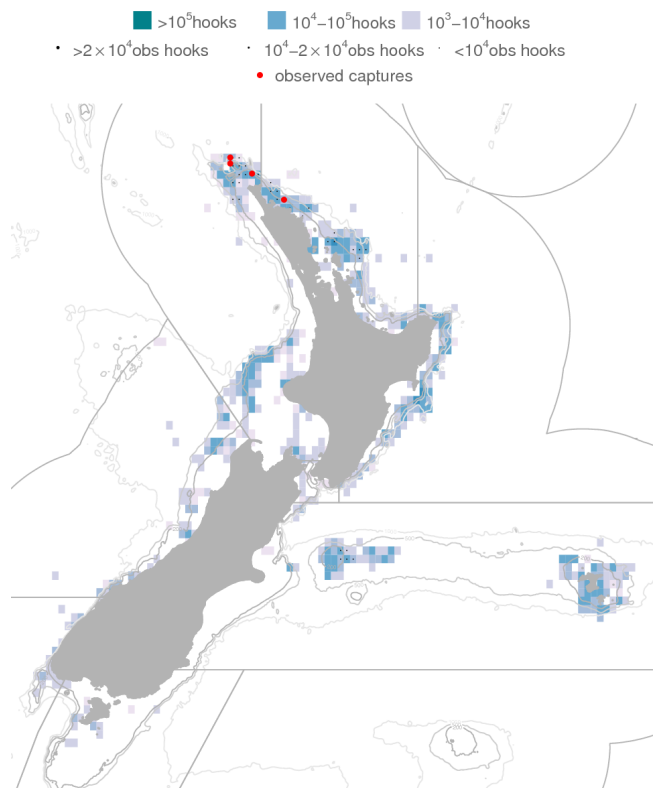 >10⁵hooks 10⁴–10⁵hooks 10³–10⁴hooks
>2×10⁴obs hooks 10⁴–2×10⁴obs hooks <10⁴obs hooks
observed captures